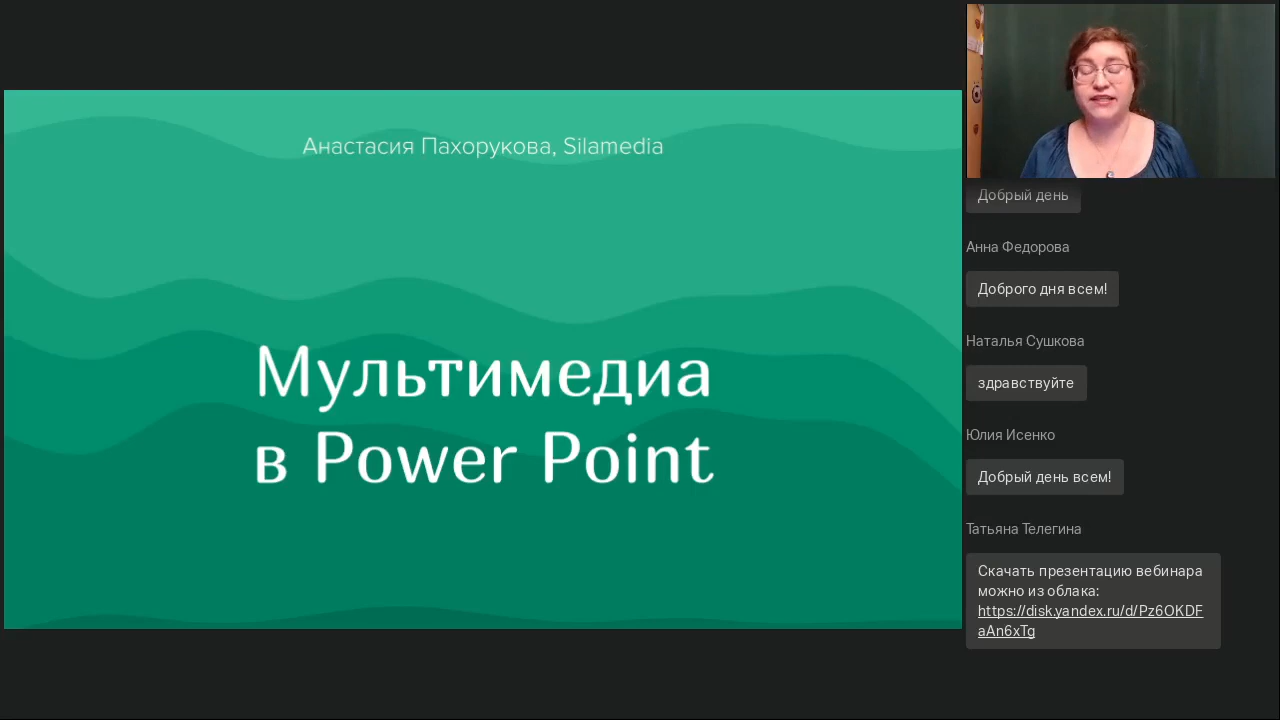 Анастасия Пахорукова, Silamedia
Мультимедиа
в Power Point
Добрый день
Анна Федорова
Доброго дня всем!
Наталья Сушкова
здравствуйте
Юлия Исенко
Добрый день всем!
Татьяна Телегина
Скачать презентацию вебинара
можно из облака:
https://disk.yandex.ru/d/Pz6OKDF
aAn6xTg